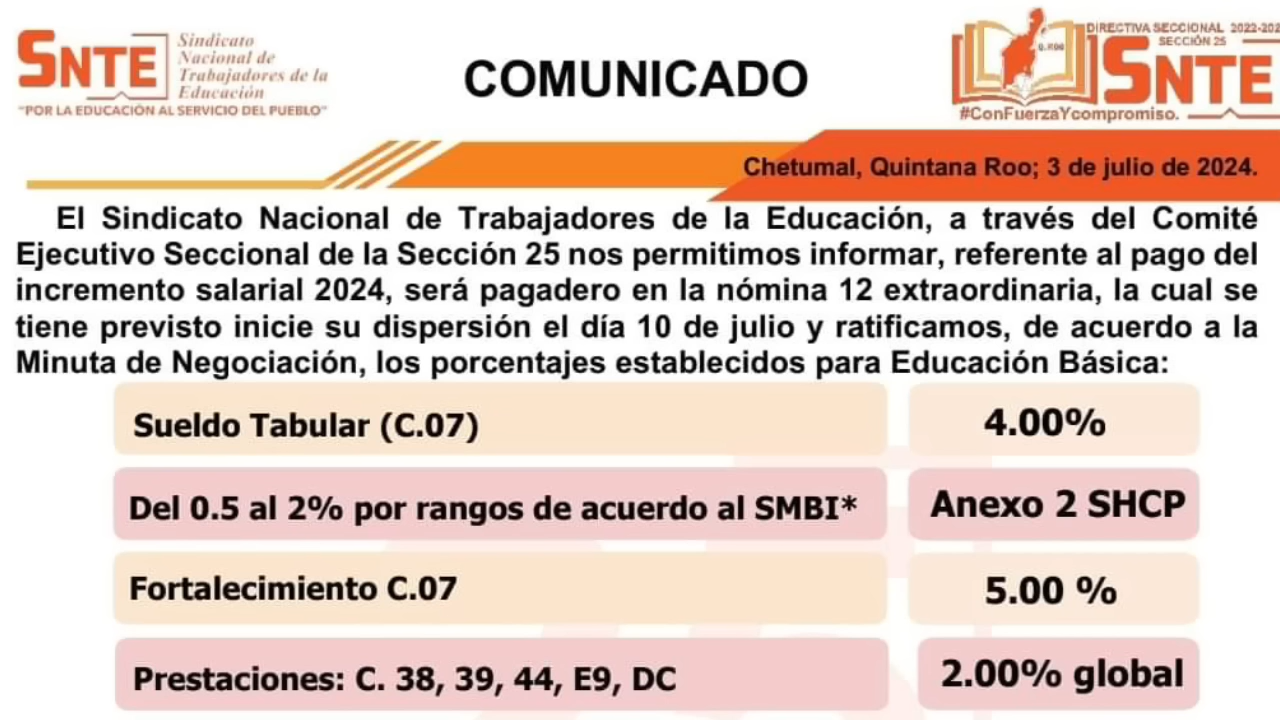 SNTE
Sindicato
Nacional de
Trabajadores de la
Educación
"POR LA EDUCACIÓN AL SERVICIO DEL PUEBLO"
COMUNICADO
DIRECTIVA SECCIONAL 2022-202
SECCIÓN 25
Q. ROO
SNTE
#ConFuerzaYcompromiso.
Chetumal, Quintana Roo; 3 de julio de 2024.
El Sindicato Nacional de Trabajadores de la Educación, a través del Comité
Ejecutivo Seccional de la Sección 25 nos permitimos informar, referente al pago del
incremento salarial 2024, será pagadero en la nómina 12 extraordinaria, la cual se
tiene previsto inicie su dispersión el día 10 de julio y ratificamos, de acuerdo a la
Minuta de Negociación, los porcentajes establecidos para Educación Básica:
Sueldo Tabular (C.07) 4.00%
Del 0.5 al 2% por rangos de acuerdo al SMBI* Anexo 2 SHCP
Fortalecimiento C.07 5.00 %
Prestaciones: C. 38, 39, 44, E9, DC 2.00% global